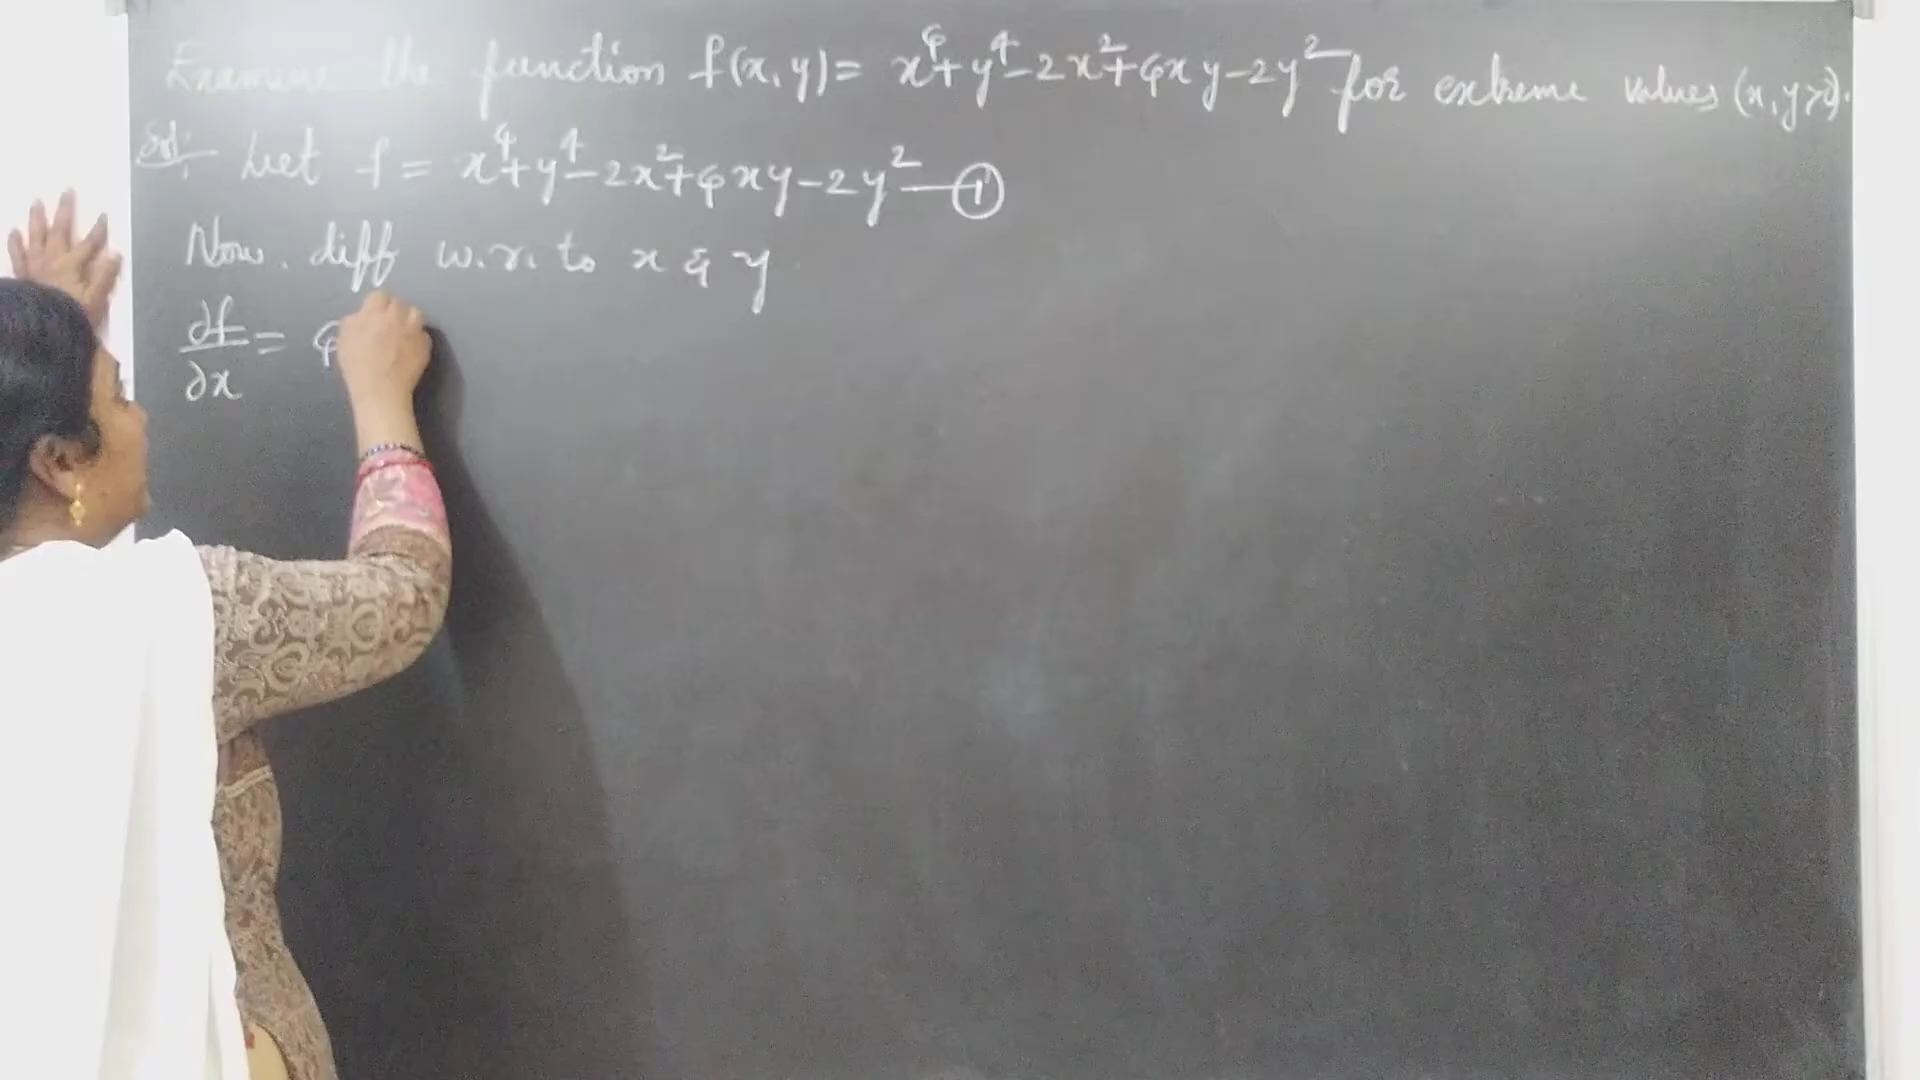 Examine the function f(x, y) = x⁴+y⁴-2x²+4xy-2y² for extreme values (x, y>0).
Sol: Let f = x⁴+y⁴-2x²+4xy-2y² — ①
Now. diff w.r. to x & y
∂f/∂x = 4